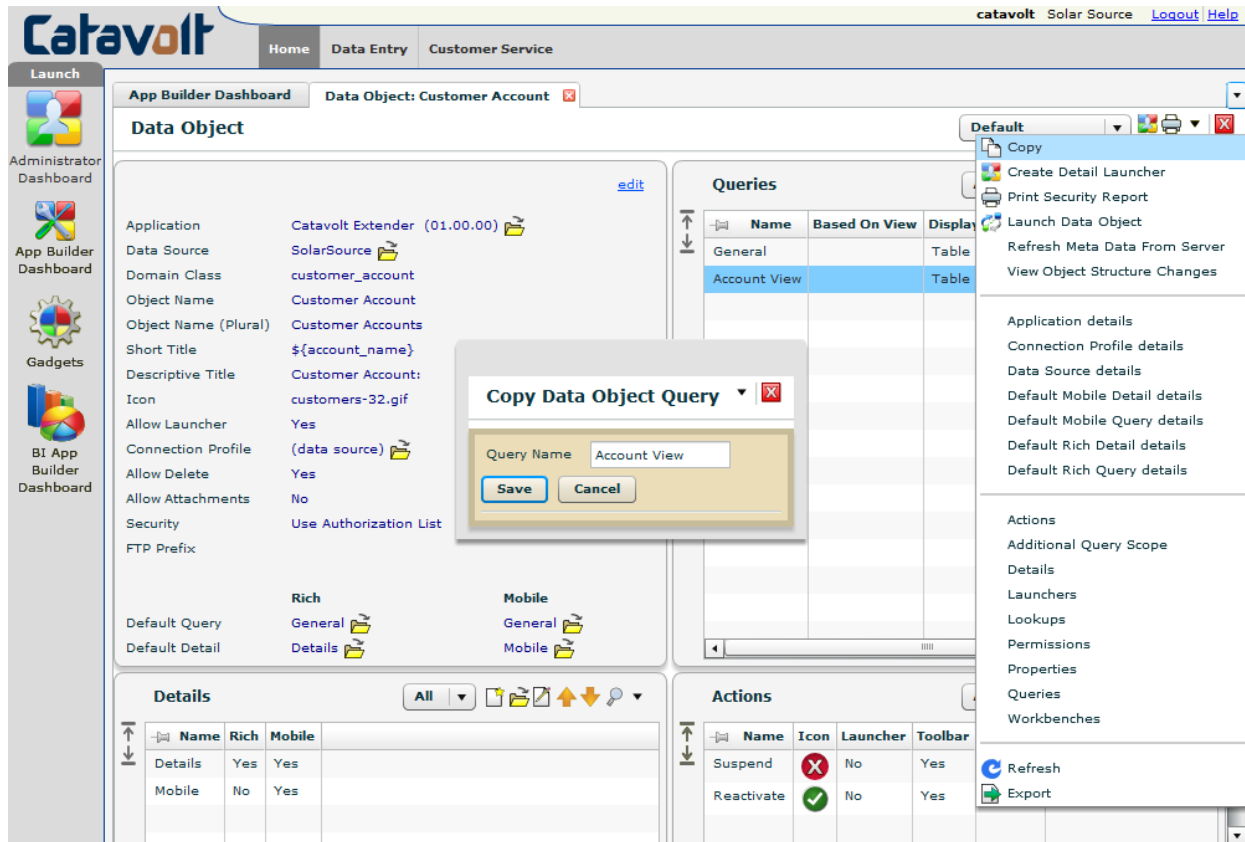 catavolt Solar Source Logout Help
Catavolt
Home Data Entry Customer Service
Launch
Administrator
Dashboard
App Builder
Dashboard
Gadgets
BI App
Builder
Dashboard
App Builder Dashboard
Data Object: Customer Account
Data Object
Default
edit
Application Catavolt Extender (01.00.00)
Data Source SolarSource
Domain Class customer_account
Object Name Customer Account
Object Name (Plural) Customer Accounts
Short Title ${account_name}
Descriptive Title Customer Account:
Icon customers-32.gif
Allow Launcher Yes
Connection Profile (data source)
Allow Delete Yes
Allow Attachments No
Security Use Authorization List
FTP Prefix
Rich Mobile
Default Query General General
Default Detail Details Mobile
Queries
Name Based On View Display
General Table
Account View Table
Copy Data Object Query
Query Name Account View
Save Cancel
Copy
Create Detail Launcher
Print Security Report
Launch Data Object
Refresh Meta Data From Server
View Object Structure Changes
Application details
Connection Profile details
Data Source details
Default Mobile Detail details
Default Mobile Query details
Default Rich Detail details
Default Rich Query details
Actions
Additional Query Scope
Details
Launchers
Lookups
Permissions
Properties
Queries
Workbenches
Refresh
Export
Details
All
Name Rich Mobile
Details Yes Yes
Mobile No Yes
Actions
Name Icon Launcher Toolbar
Suspend No Yes
Reactivate No Yes